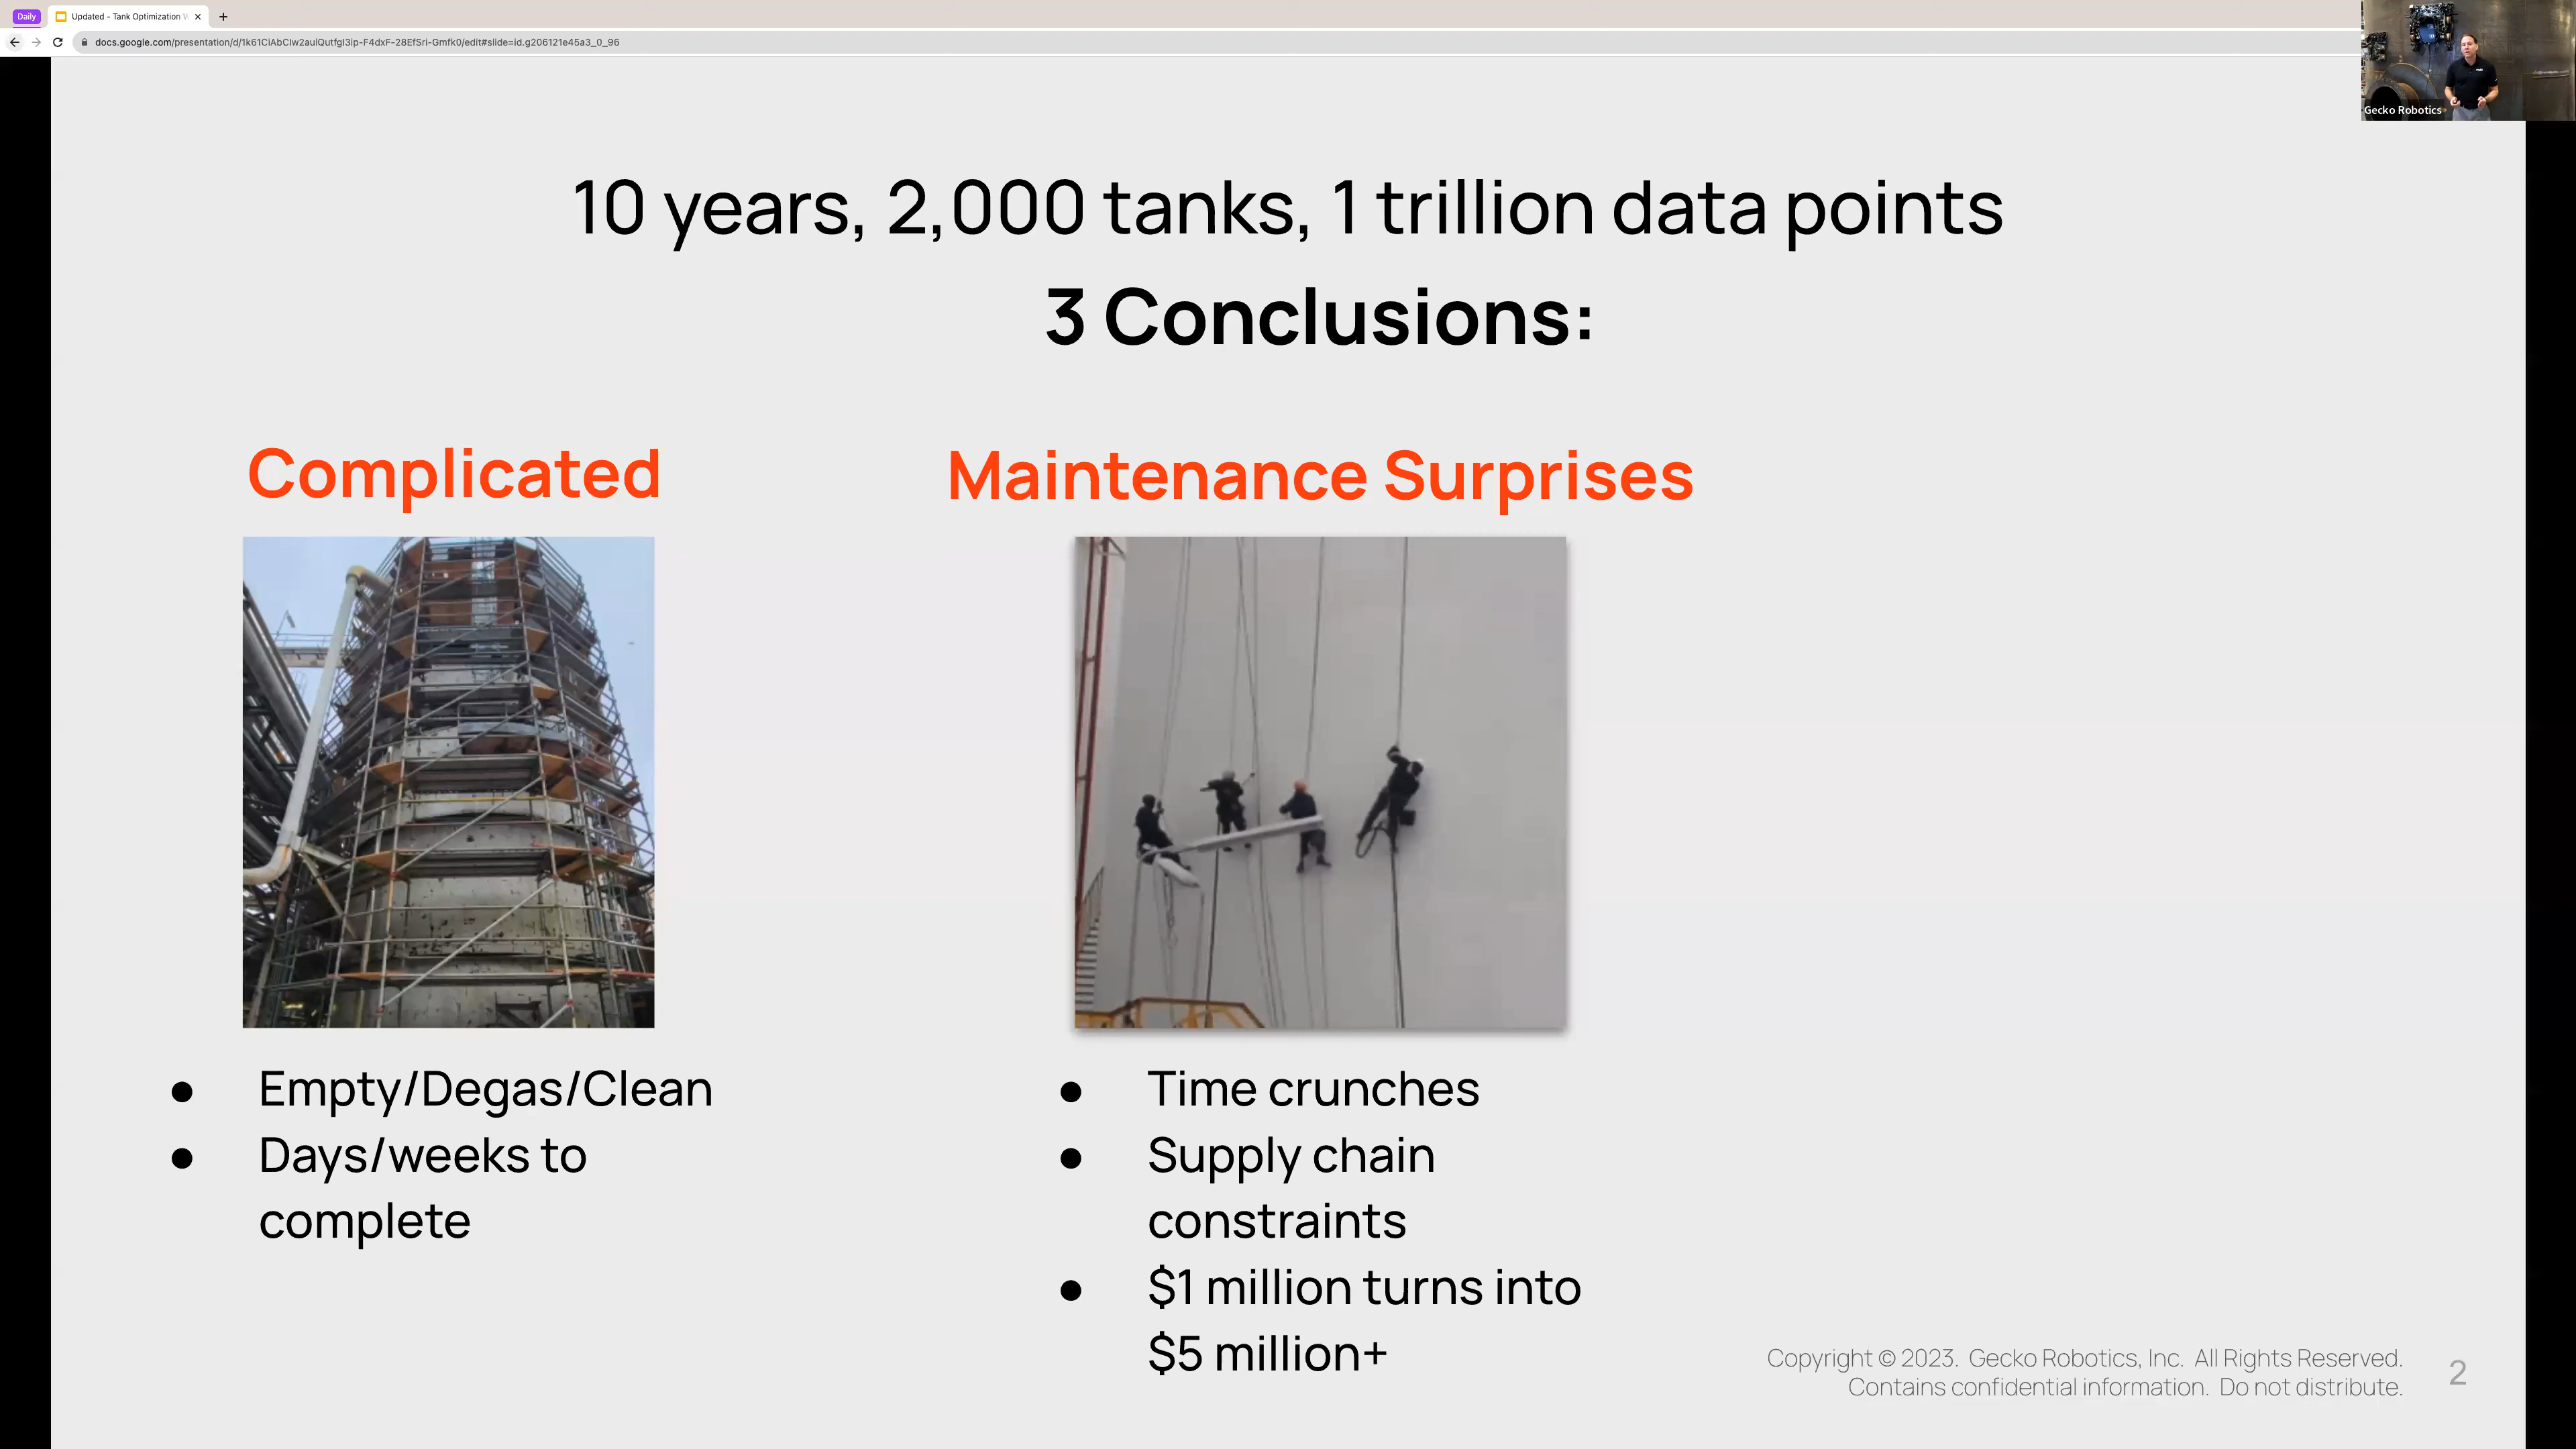 Daily
Updated - Tank Optimization W
docs.google.com/presentation/d/1k61CiAbClw2auiQutfgl3ip-F4dxF-28EfSri-Gmfk0/edit#slide=id.g206121e45a3_0_96
Gecko Robotics
10 years, 2,000 tanks, 1 trillion data points
3 Conclusions:
Complicated
Maintenance Surprises
● Empty/Degas/Clean
● Days/weeks to
complete
● Time crunches
● Supply chain
constraints
● $1 million turns into
$5 million+
Copyright © 2023. Gecko Robotics, Inc. All Rights Reserved.
Contains confidential information. Do not distribute.
2